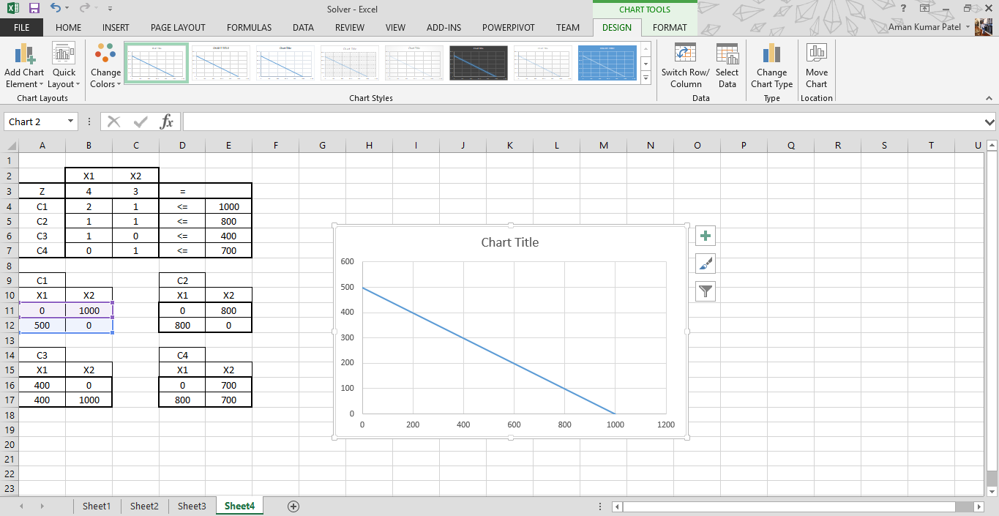 Solver - Excel
CHART TOOLS
?
FILE HOME INSERT PAGE LAYOUT FORMULAS DATA REVIEW VIEW ADD-INS POWERPIVOT TEAM DESIGN FORMAT
Aman Kumar Patel
Add Chart Element
Quick Layout
Chart Layouts
Change Colors
Chart Styles
Switch Row/ Column
Select Data
Data
Change Chart Type
Type
Move Chart
Location
Chart 2
fx
A B C D E F G H I J K L M N O P Q R S T U
1
2 X1 X2
3 Z 4 3 =
4 C1 2 1 <= 1000
5 C2 1 1 <= 800
6 C3 1 0 <= 400
7 C4 0 1 <= 700
8
9 C1 C2
10 X1 X2 X1 X2
11 0 1000 0 800
12 500 0 800 0
13
14 C3 C4
15 X1 X2 X1 X2
16 400 0 0 700
17 400 1000 800 700
18
19
20
21
22
23
Chart Title
600
500
400
300
200
100
0
0 200 400 600 800 1000 1200
Sheet1 Sheet2 Sheet3 Sheet4